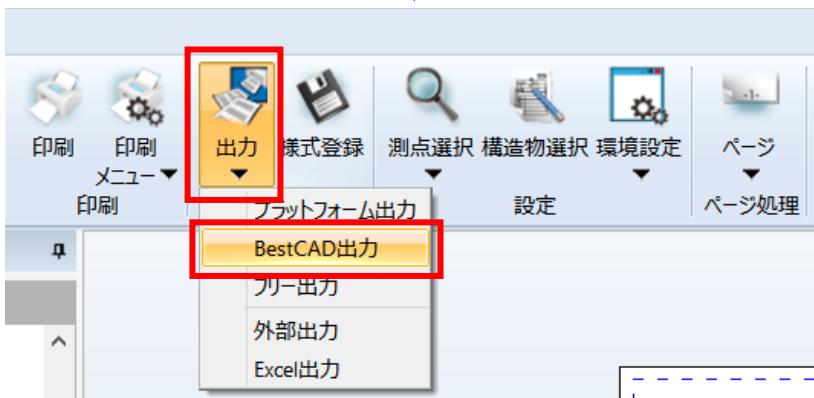 印刷
印刷
メニュー
出力
様式登録
測点選択
構造物選択
環境設定
-1-
ページ
印刷
設定
ページ処理
プラットフォーム出力
BestCAD出力
フリー出力
外部出力
Excel出力